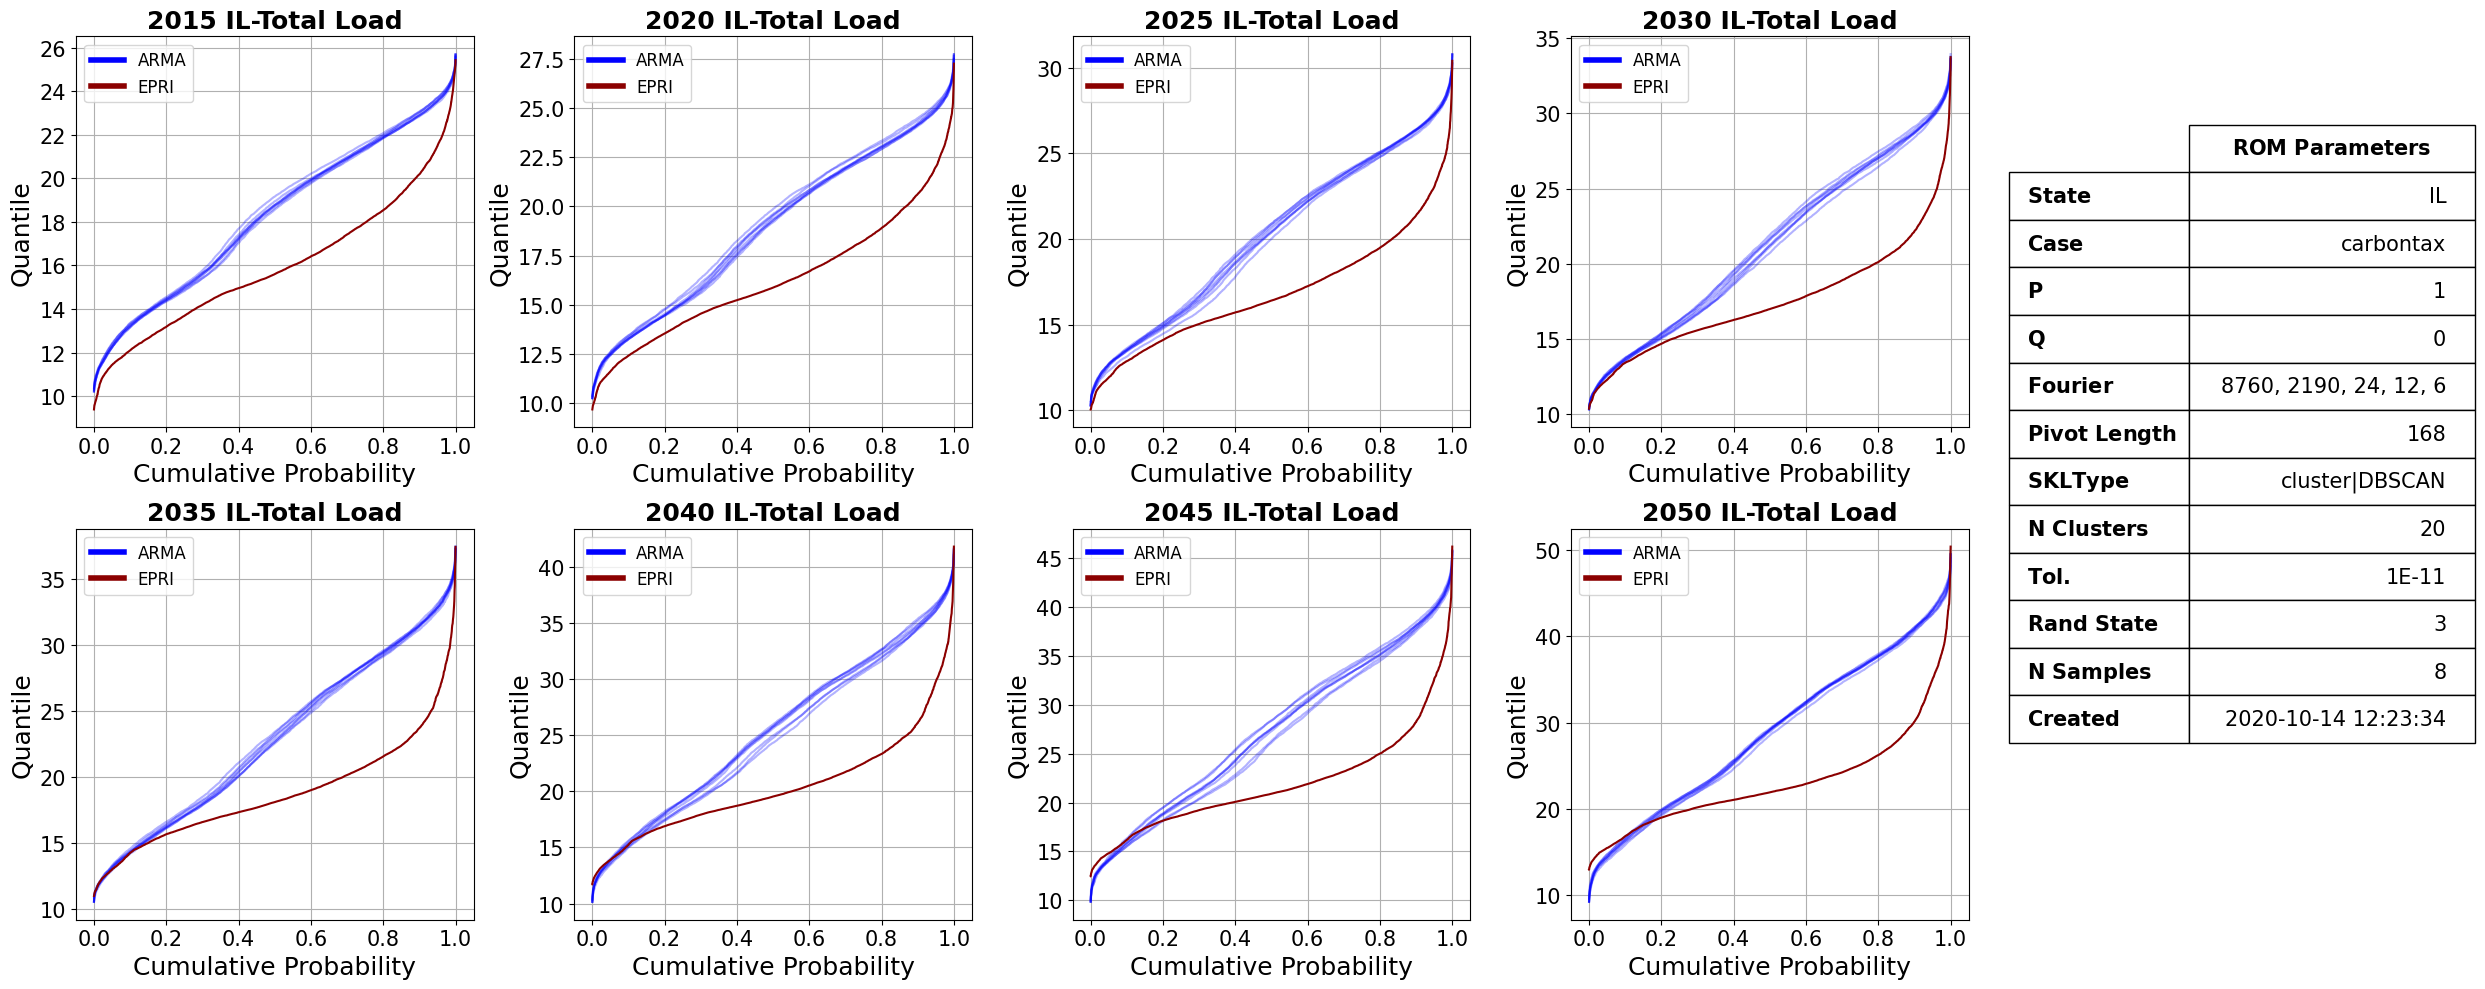 2015 IL-Total Load
ARMA
EPRI
Quantile
26
24
22
20
18
16
14
12
10
0.0 0.2 0.4 0.6 0.8 1.0
Cumulative Probability
2020 IL-Total Load
ARMA
EPRI
Quantile
27.5
25.0
22.5
20.0
17.5
15.0
12.5
10.0
0.0 0.2 0.4 0.6 0.8 1.0
Cumulative Probability
2025 IL-Total Load
ARMA
EPRI
Quantile
30
25
20
15
10
0.0 0.2 0.4 0.6 0.8 1.0
Cumulative Probability
2030 IL-Total Load
ARMA
EPRI
Quantile
35
30
25
20
15
10
0.0 0.2 0.4 0.6 0.8 1.0
Cumulative Probability
2035 IL-Total Load
ARMA
EPRI
Quantile
35
30
25
20
15
10
0.0 0.2 0.4 0.6 0.8 1.0
Cumulative Probability
2040 IL-Total Load
ARMA
EPRI
Quantile
40
35
30
25
20
15
10
0.0 0.2 0.4 0.6 0.8 1.0
Cumulative Probability
2045 IL-Total Load
ARMA
EPRI
Quantile
45
40
35
30
25
20
15
10
0.0 0.2 0.4 0.6 0.8 1.0
Cumulative Probability
2050 IL-Total Load
ARMA
EPRI
Quantile
50
40
30
20
10
0.0 0.2 0.4 0.6 0.8 1.0
Cumulative Probability
ROM Parameters
State IL
Case carbontax
P 1
Q 0
Fourier 8760, 2190, 24, 12, 6
Pivot Length 168
SKLType cluster|DBSCAN
N Clusters 20
Tol. 1E-11
Rand State 3
N Samples 8
Created 2020-10-14 12:23:34